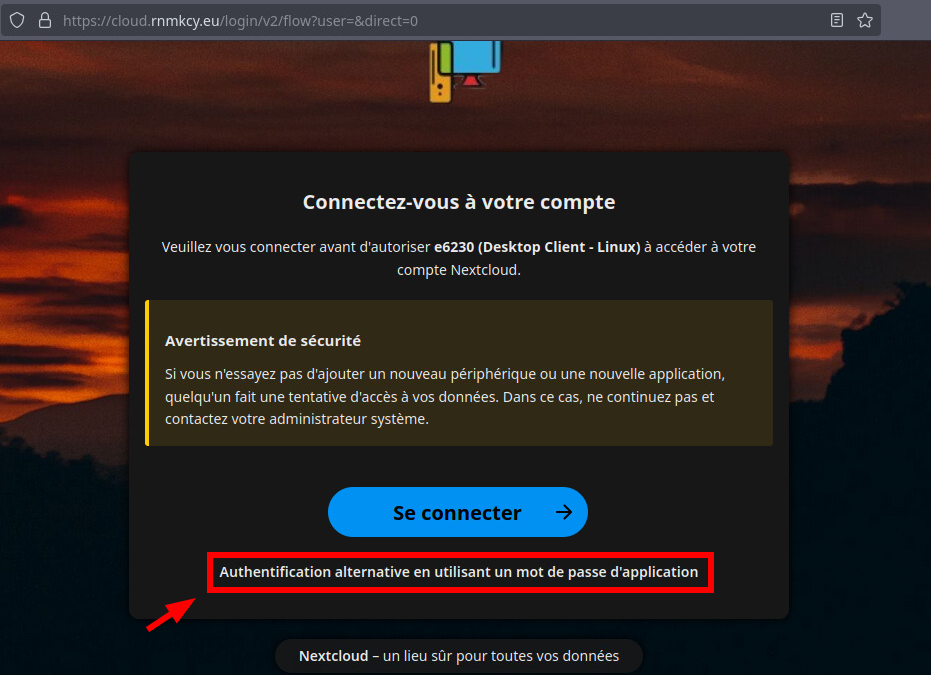 https://cloud.rnmkcy.eu/login/v2/flow?user=&direct=0
Connectez-vous à votre compte
Veuillez vous connecter avant d'autoriser e6230 (Desktop Client - Linux) à accéder à votre
compte Nextcloud.
Avertissement de sécurité
Si vous n'essayez pas d'ajouter un nouveau périphérique ou une nouvelle application,
quelqu'un fait une tentative d'accès à vos données. Dans ce cas, ne continuez pas et
contactez votre administrateur système.
Se connecter
Authentification alternative en utilisant un mot de passe d'application
Nextcloud – un lieu sûr pour toutes vos données